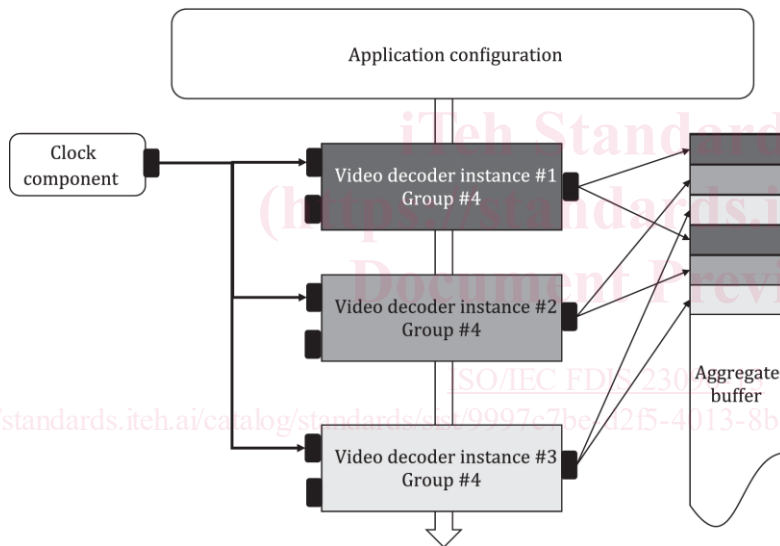 Application configuration
iTeh Standard
Clock
component
Video decoder instance #1
Group #4
(https://standards.i
Document Previ
Video decoder instance #2
Group #4
ISO/IEC FDIS 23090-13
Aggregate
buffer
/standards.iteh.ai/catalog/standards/sist/9997c7be-d2f5-4013-8b
Video decoder instance #3
Group #4